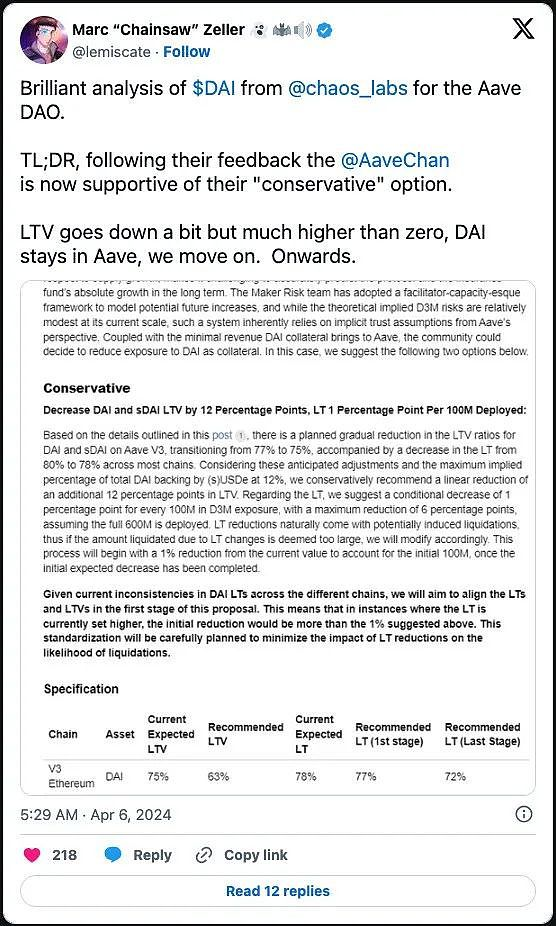 Marc “Chainsaw” Zeller
@lemiscate · Follow
Brilliant analysis of $DAI from @chaos_labs for the Aave
DAO.
TL;DR, following their feedback the @AaveChan
is now supportive of their "conservative" option.
LTV goes down a bit but much higher than zero, DAI
stays in Aave, we move on. Onwards.
fund's absolute growth in the long term. The Maker Risk team has adopted a facilitator-capacity-esque
framework to model potential future increases, and while the theoretical implied D3M risks are relatively
modest at its current scale, such a system inherently relies on implicit trust assumptions from Aave's
perspective. Coupled with the minimal revenue DAI collateral brings to Aave, the community could
decide to reduce exposure to DAI as collateral. In this case, we suggest the following two options below.
Conservative
Decrease DAI and sDAI LTV by 12 Percentage Points, LT 1 Percentage Point Per 100M Deployed:
Based on the details outlined in this post 1, there is a planned gradual reduction in the LTV ratios for
DAI and sDAI on Aave V3, transitioning from 77% to 75%, accompanied by a decrease in the LT from
80% to 78% across most chains. Considering these anticipated adjustments and the maximum implied
percentage of total DAI backing by (s)USDe at 12%, we conservatively recommend a linear reduction of
an additional 12 percentage points in LTV. Regarding the LT, we suggest a conditional decrease of 1
percentage point for every 100M in D3M exposure, with a maximum reduction of 6 percentage points,
assuming the full 600M is deployed. LT reductions naturally come with potentially induced liquidations,
thus if the amount liquidated due to LT changes is deemed too large, we will modify accordingly. This
process will begin with a 1% reduction from the current value to account for the initial 100M, once the
initial expected decrease has been completed.
Given current inconsistencies in DAI LTs across the different chains, we will aim to align the LTs
and LTVs in the first stage of this proposal. This means that in instances where the LT is
currently set higher, the initial reduction would be more than the 1% suggested above. This
standardization will be carefully planned to minimize the impact of LT reductions on the
likelihood of liquidations.
Specification
Chain Asset Current Expected LTV Recommended LTV Current Expected LT Recommended LT (1st stage) Recommended LT (Last Stage)
V3 Ethereum DAI 75% 63% 78% 77% 72%
5:29 AM · Apr 6, 2024
218 Reply Copy link
Read 12 replies